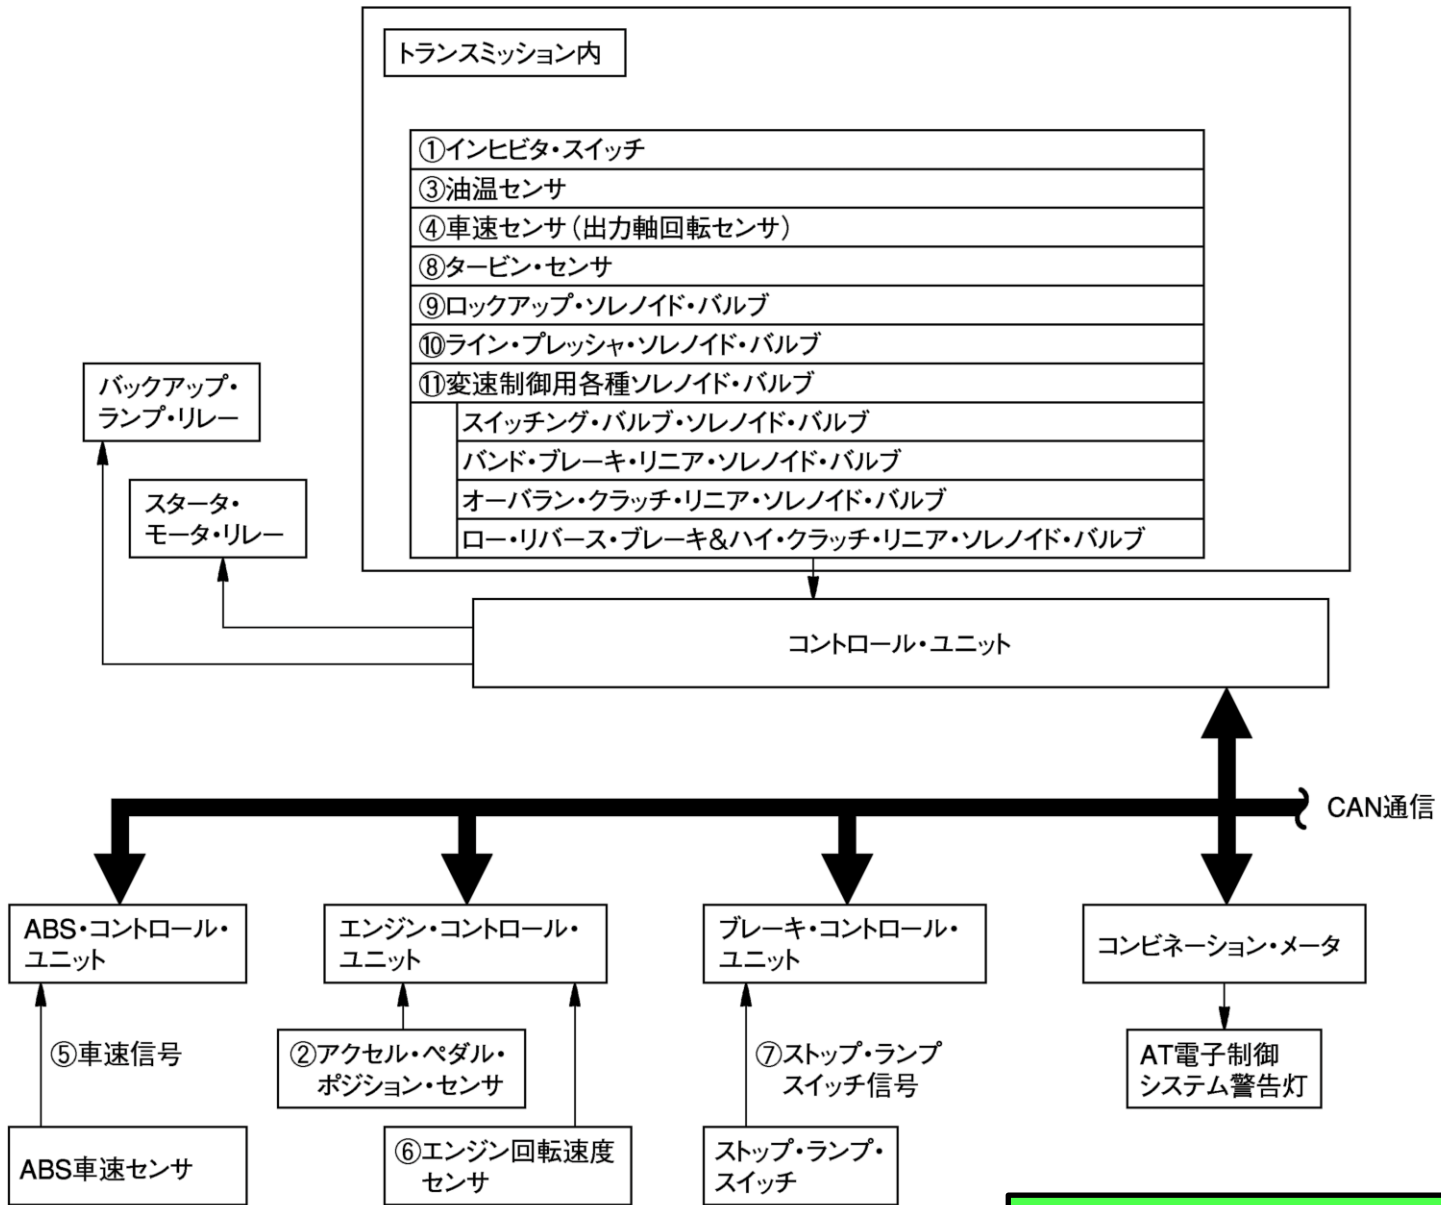 トランスミッション内
①インヒビタ・スイッチ
③油温センサ
④車速センサ（出力軸回転センサ）
⑧タービン・センサ
⑨ロックアップ・ソレノイド・バルブ
⑩ライン・プレッシャ・ソレノイド・バルブ
⑪変速制御用各種ソレノイド・バルブ
スイッチング・バルブ・ソレノイド・バルブ
バンド・ブレーキ・リニア・ソレノイド・バルブ
オーバラン・クラッチ・リニア・ソレノイド・バルブ
ロー・リバース・ブレーキ&ハイ・クラッチ・リニア・ソレノイド・バルブ
バックアップ・
ランプ・リレー
スタータ・
モータ・リレー
コントロール・ユニット
CAN通信
ABS・コントロール・
ユニット
エンジン・コントロール・
ユニット
ブレーキ・コントロール・
ユニット
コンビネーション・メータ
⑤車速信号
②アクセル・ペダル・
ポジション・センサ
⑦ストップ・ランプ
スイッチ信号
AT電子制御
システム警告灯
ABS車速センサ
⑥エンジン回転速度
センサ
ストップ・ランプ・
スイッチ